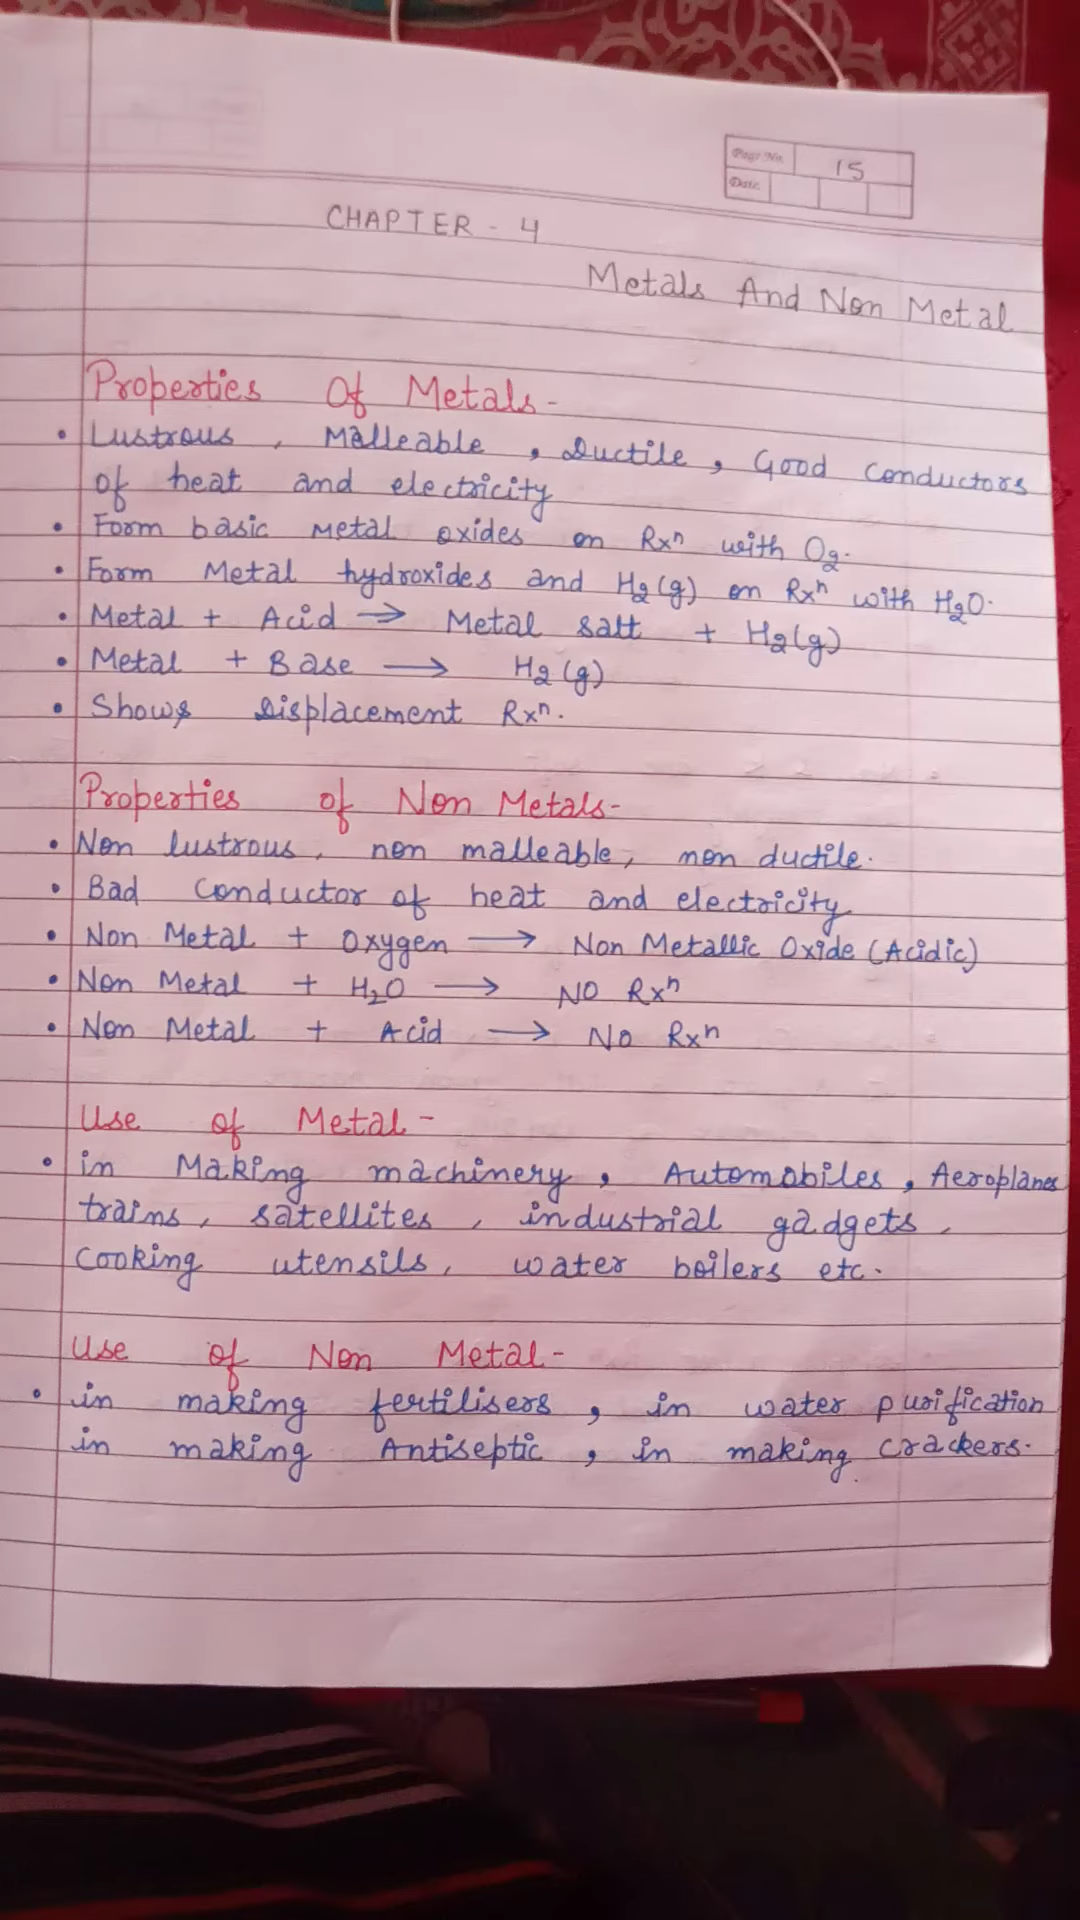 Page No. 15
Date
CHAPTER - 4
Metals And Non Metal
Properties Of Metals-
• Lustrous, Malleable, Ductile, Good Conductors
of heat and electricity
• Form basic metal oxides on Rxⁿ with O₂.
• Form Metal hydroxides and H₂(g) on Rxⁿ with H₂O.
• Metal + Acid → Metal salt + H₂(g)
• Metal + Base → H₂(g)
• Shows Displacement Rxⁿ.
Properties of Non Metals-
• Non lustrous, non malleable, non ductile.
• Bad Conductor of heat and electricity
• Non Metal + Oxygen → Non Metallic Oxide (Acidic)
• Non Metal + H₂O → NO Rxⁿ
• Non Metal + Acid → No Rxⁿ
Use of Metal-
• in Making machinery, Automobiles, Aeroplanes
trains, satellites, industrial gadgets,
Cooking utensils, water boilers etc.
Use of Non Metal-
• in making fertilisers, in water purification
in making Antiseptic, in making crackers.